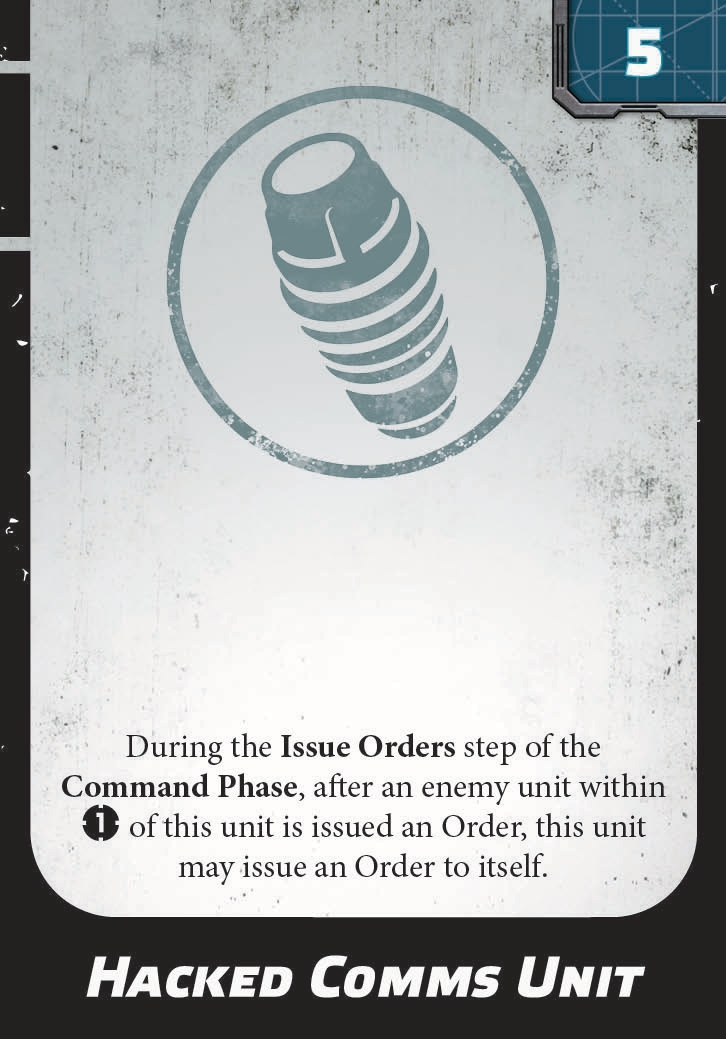 5
During the Issue Orders step of the
Command Phase, after an enemy unit within
1 of this unit is issued an Order, this unit
may issue an Order to itself.
Hacked Comms Unit